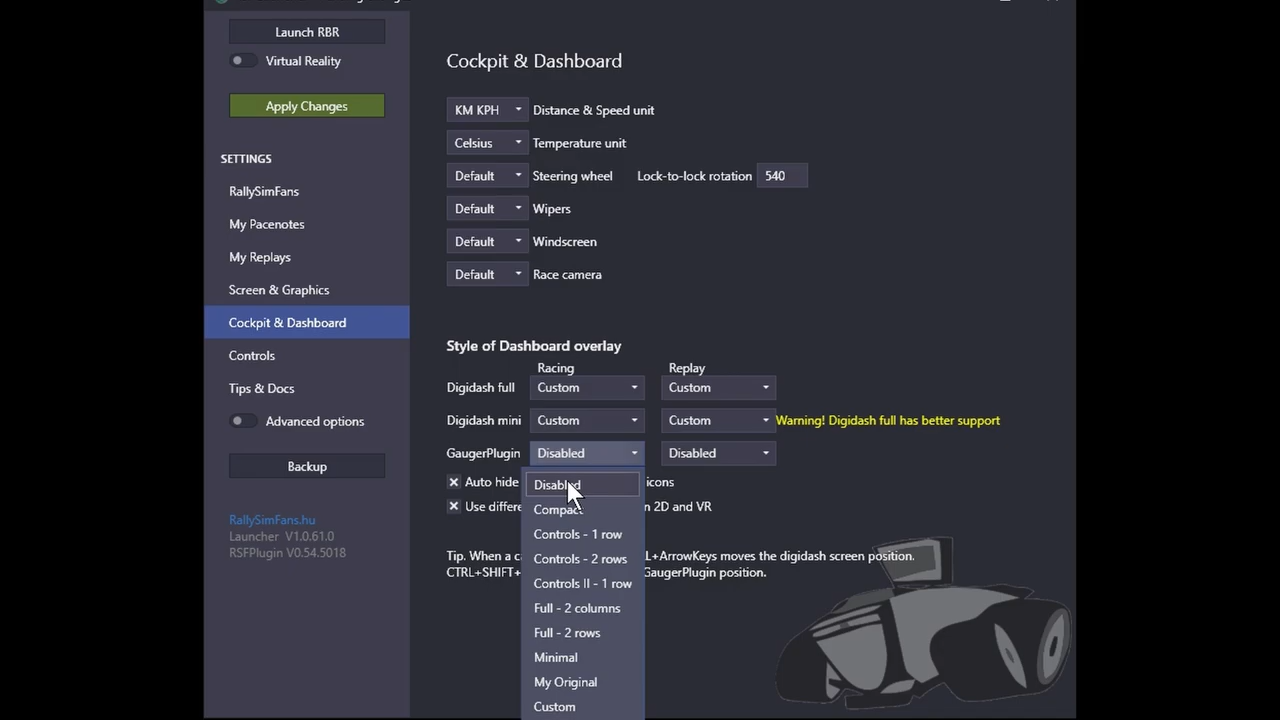 Launch RBR
Virtual Reality
Apply Changes
SETTINGS
RallySimFans
My Pacenotes
My Replays
Screen & Graphics
Cockpit & Dashboard
Controls
Tips & Docs
Advanced options
Backup
RallySimFans.hu
Launcher V1.0.61.0
RSFPlugin V0.54.5018
Cockpit & Dashboard
KM KPH Distance & Speed unit
Celsius Temperature unit
Default Steering wheel Lock-to-lock rotation 540
Default Wipers
Default Windscreen
Default Race camera
Style of Dashboard overlay
Racing Replay
Digidash full Custom Custom
Digidash mini Custom Custom Warning! Digidash full has better support
GaugerPlugin Disabled Disabled
Auto hide icons
Use in 2D and VR
Tip. When a +ArrowKeys moves the digidash screen position.
CTRL+SHIFT+ GaugerPlugin position.
Disabled
Compact
Controls - 1 row
Controls - 2 rows
Controls II - 1 row
Full - 2 columns
Full - 2 rows
Minimal
My Original
Custom